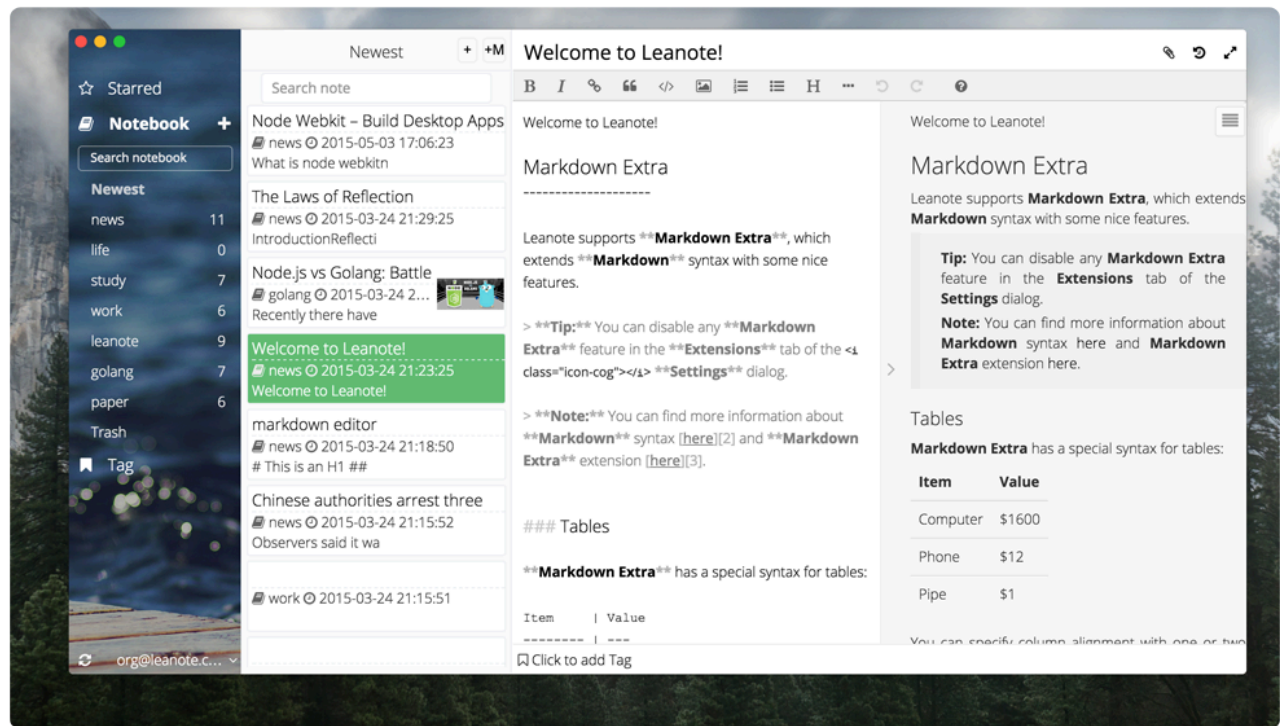 Starred
Notebook +
Search notebook
Newest
news 11
life 0
study 7
work 6
leanote 9
golang 7
paper 6
Trash
Tag
org@leanote.c...
Newest + +M
Search note
Node Webkit – Build Desktop Apps
news 2015-05-03 17:06:23
What is node webkitn
The Laws of Reflection
news 2015-03-24 21:29:25
IntroductionReflecti
Node.js vs Golang: Battle
golang 2015-03-24 2...
Recently there have
Welcome to Leanote!
news 2015-03-24 21:23:25
Welcome to Leanote!
markdown editor
news 2015-03-24 21:18:50
# This is an H1 ##
Chinese authorities arrest three
news 2015-03-24 21:15:52
Observers said it wa
work 2015-03-24 21:15:51
Welcome to Leanote!
B I </> H
Welcome to Leanote!
Markdown Extra
--------------------
Leanote supports **Markdown Extra**, which
extends **Markdown** syntax with some nice
features.
> **Tip:** You can disable any **Markdown
Extra** feature in the **Extensions** tab of the <i
class="icon-cog"></i> **Settings** dialog.
> **Note:** You can find more information about
**Markdown** syntax [here][2] and **Markdown
Extra** extension [here][3].
### Tables
**Markdown Extra** has a special syntax for tables:
Item | Value
-------- | ---
Click to add Tag
Welcome to Leanote!
Markdown Extra
Leanote supports Markdown Extra, which extends
Markdown syntax with some nice features.
Tip: You can disable any Markdown Extra
feature in the Extensions tab of the
Settings dialog.
Note: You can find more information about
Markdown syntax here and Markdown
Extra extension here.
Tables
Markdown Extra has a special syntax for tables:
Item Value
Computer $1600
Phone $12
Pipe $1
You can specify column alignment with one or two